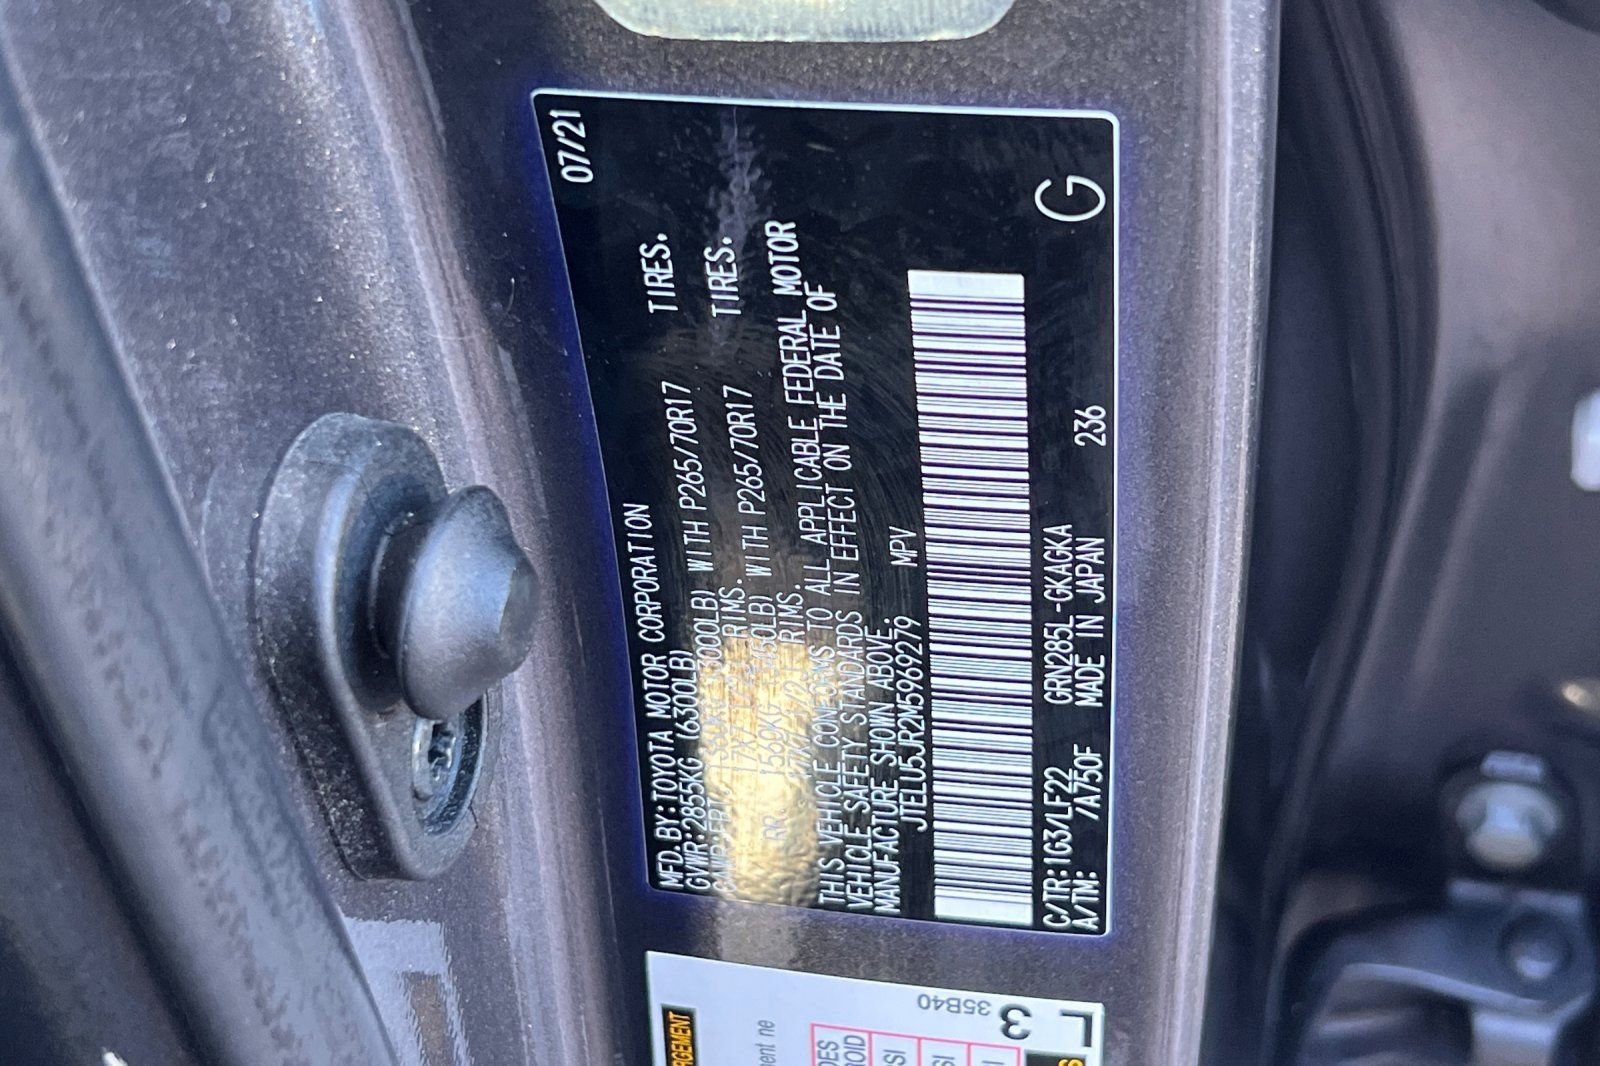 MFD.BY:TOYOTA MOTOR CORPORATION 07/21
GVWR:2855KG (6300LB)
WITH P265/70R17 TIRES.
RIMS.
WITH P265/70R17 TIRES.
RIMS.
THIS VEHICLE CONFORMS TO ALL APPLICABLE FEDERAL MOTOR
VEHICLE SAFETY STANDARDS IN EFFECT ON THE DATE OF
MANUFACTURE SHOWN ABOVE.
JTELU5JR2M5969279 MPV
C/TR:1G3/LF22 GRN285L-GKAGKA 236 G
A/TM: /A750F MADE IN JAPAN
35B40
3